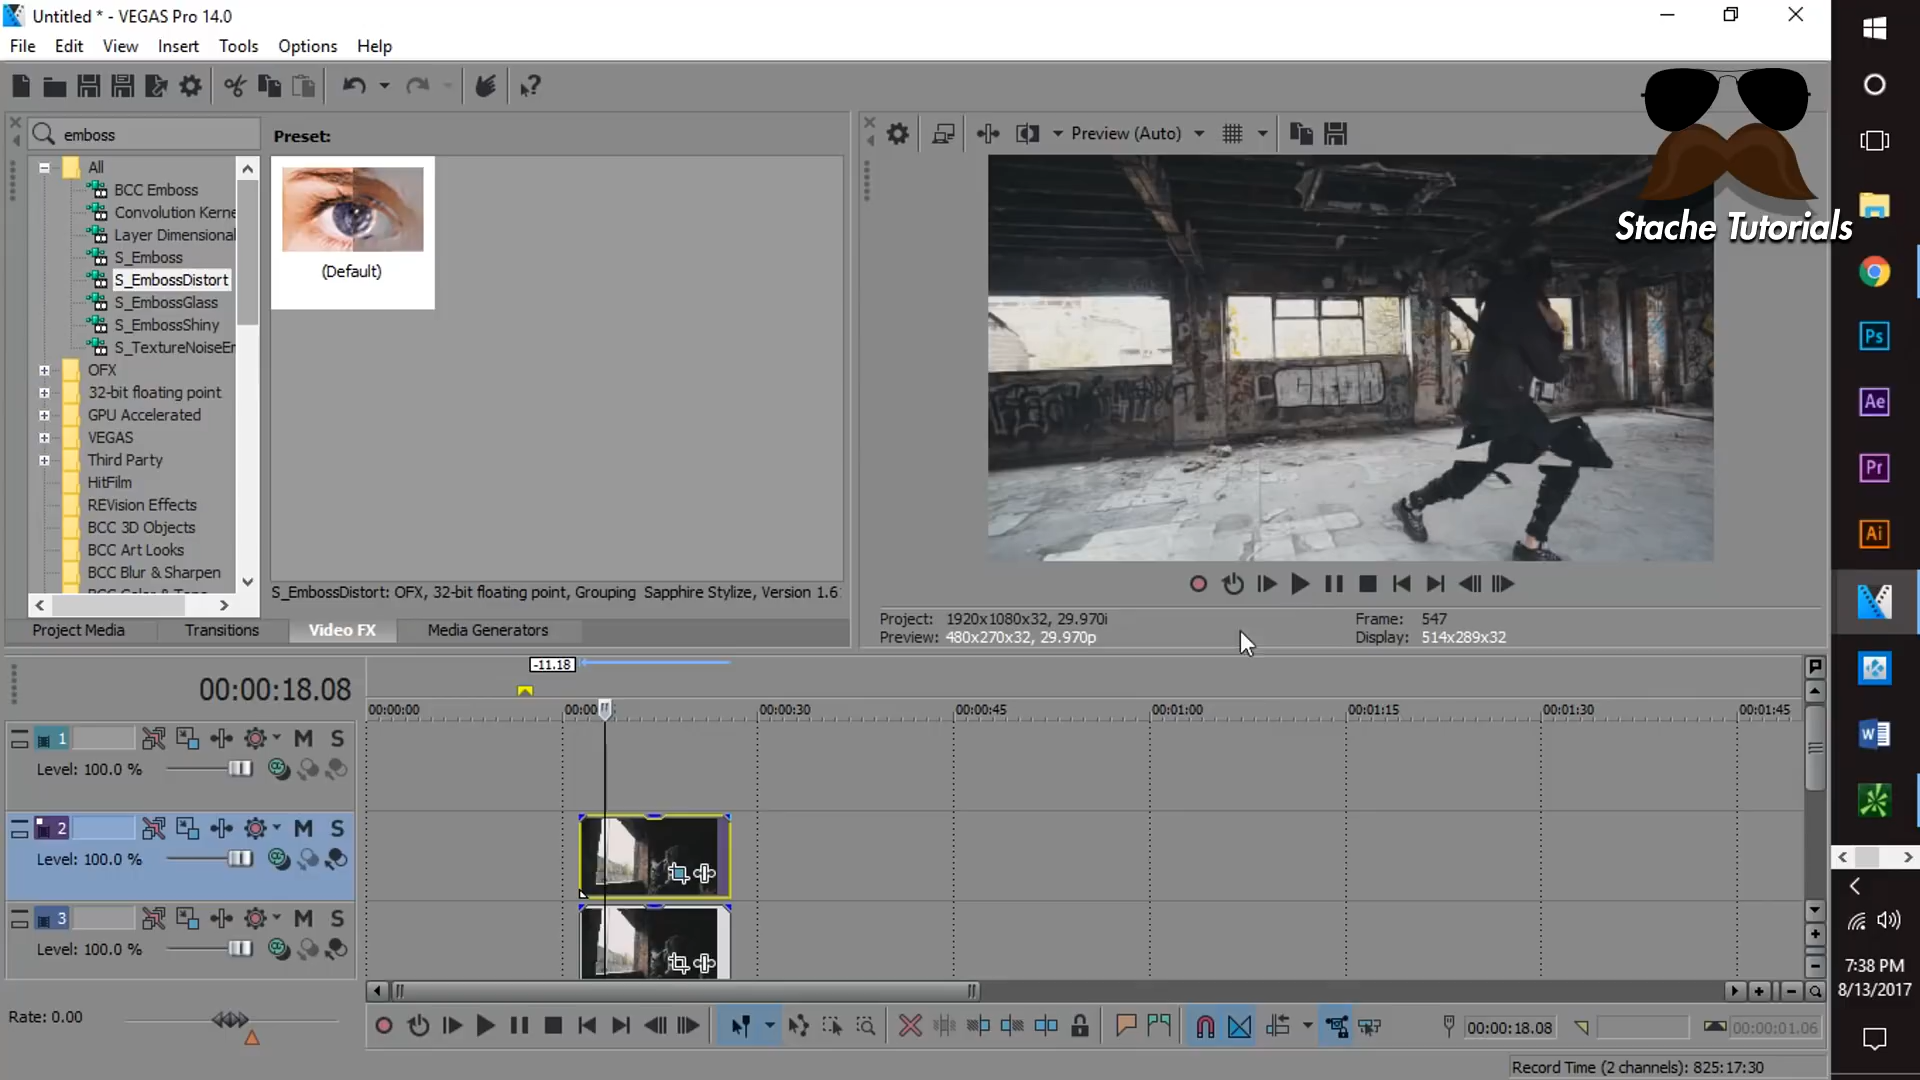 Untitled * - VEGAS Pro 14.0
File Edit View Insert Tools Options Help
emboss
Preset:
Preview (Auto)
Stache Tutorials
All
BCC Emboss
Convolution Kerne
Layer Dimensional
S_Emboss
S_EmbossDistort
S_EmbossGlass
S_EmbossShiny
S_TextureNoiseEr
OFX
32-bit floating point
GPU Accelerated
VEGAS
Third Party
HitFilm
REVision Effects
BCC 3D Objects
BCC Art Looks
BCC Blur & Sharpen
(Default)
S_EmbossDistort: OFX, 32-bit floating point, Grouping Sapphire Stylize, Version 1.6
Project Media Transitions Video FX Media Generators
Project: 1920x1080x32, 29.970i
Preview: 480x270x32, 29.970p
Frame: 547
Display: 514x289x32
00:00:18.08
-11.18
00:00:00 00:00 00:00:30 00:00:45 00:01:00 00:01:15 00:01:30 00:01:45
1 M S
Level: 100.0 %
2 M S
Level: 100.0 %
3 M S
Level: 100.0 %
Rate: 0.00
00:00:18.08
00:00:01.06
Record Time (2 channels): 825:17:30
Ps
Ae
Pr
Ai
W
7:38 PM
8/13/2017